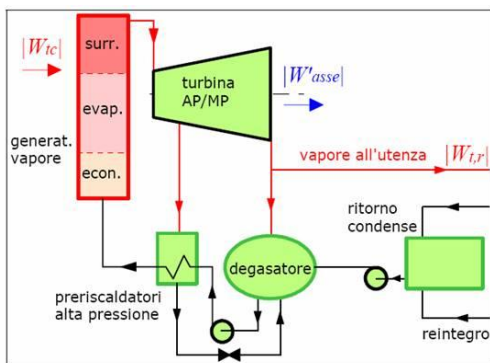 |Wtc|
surr.
evap.
econ.
generat.
vapore
turbina
AP/MP
|W'asse|
vapore all'utenza
|Wt,r|
ritorno
condense
degasatore
preriscaldatori
alta pressione
reintegro